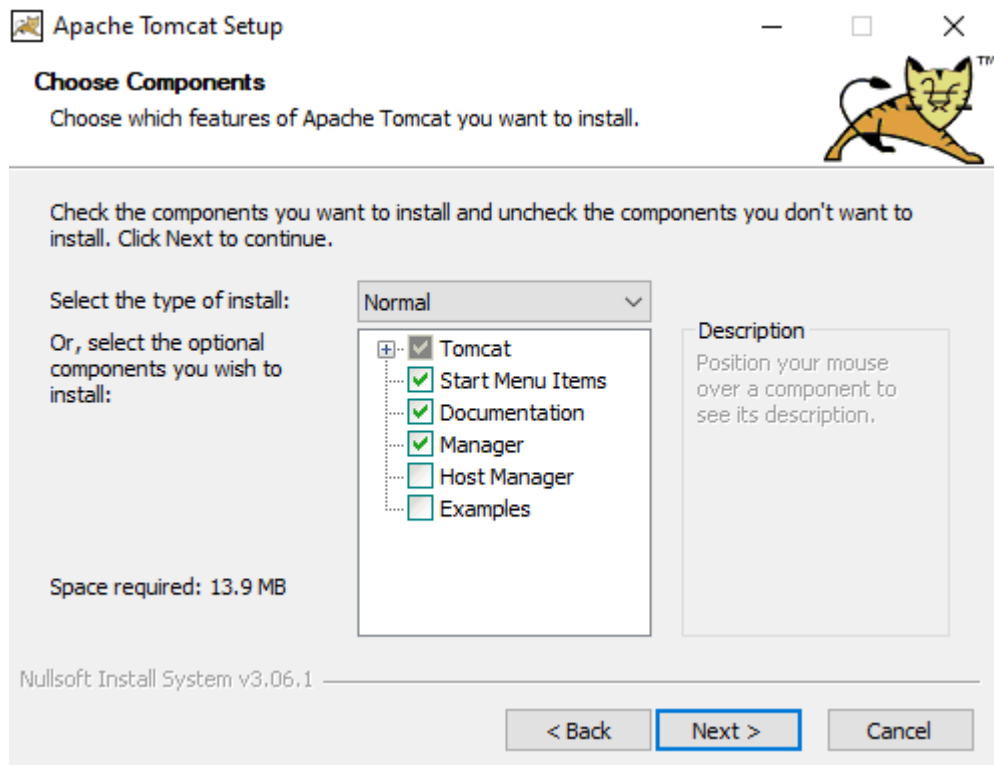 Apache Tomcat Setup
Choose Components
Choose which features of Apache Tomcat you want to install.
TM
Check the components you want to install and uncheck the components you don't want to
install. Click Next to continue.
Select the type of install:
Normal
Or, select the optional
components you wish to
install:
Tomcat
Start Menu Items
Documentation
Manager
Host Manager
Examples
Description
Position your mouse
over a component to
see its description.
Space required: 13.9 MB
Nullsoft Install System v3.06.1
< Back
Next >
Cancel